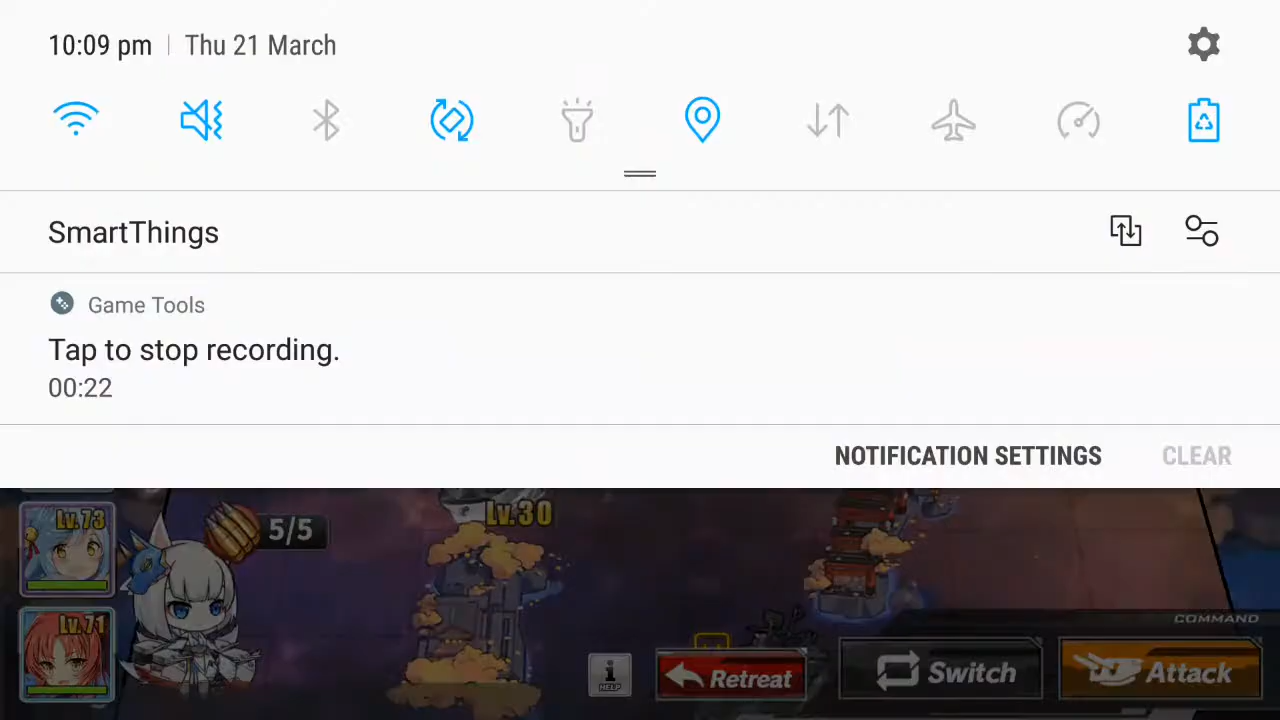 10:09 pm Thu 21 March
SmartThings
Game Tools
Tap to stop recording.
00:22
NOTIFICATION SETTINGS CLEAR
Lv.73
5/5
Lv.30
Lv.71
COMMAND
HELP
Retreat
Switch
Attack